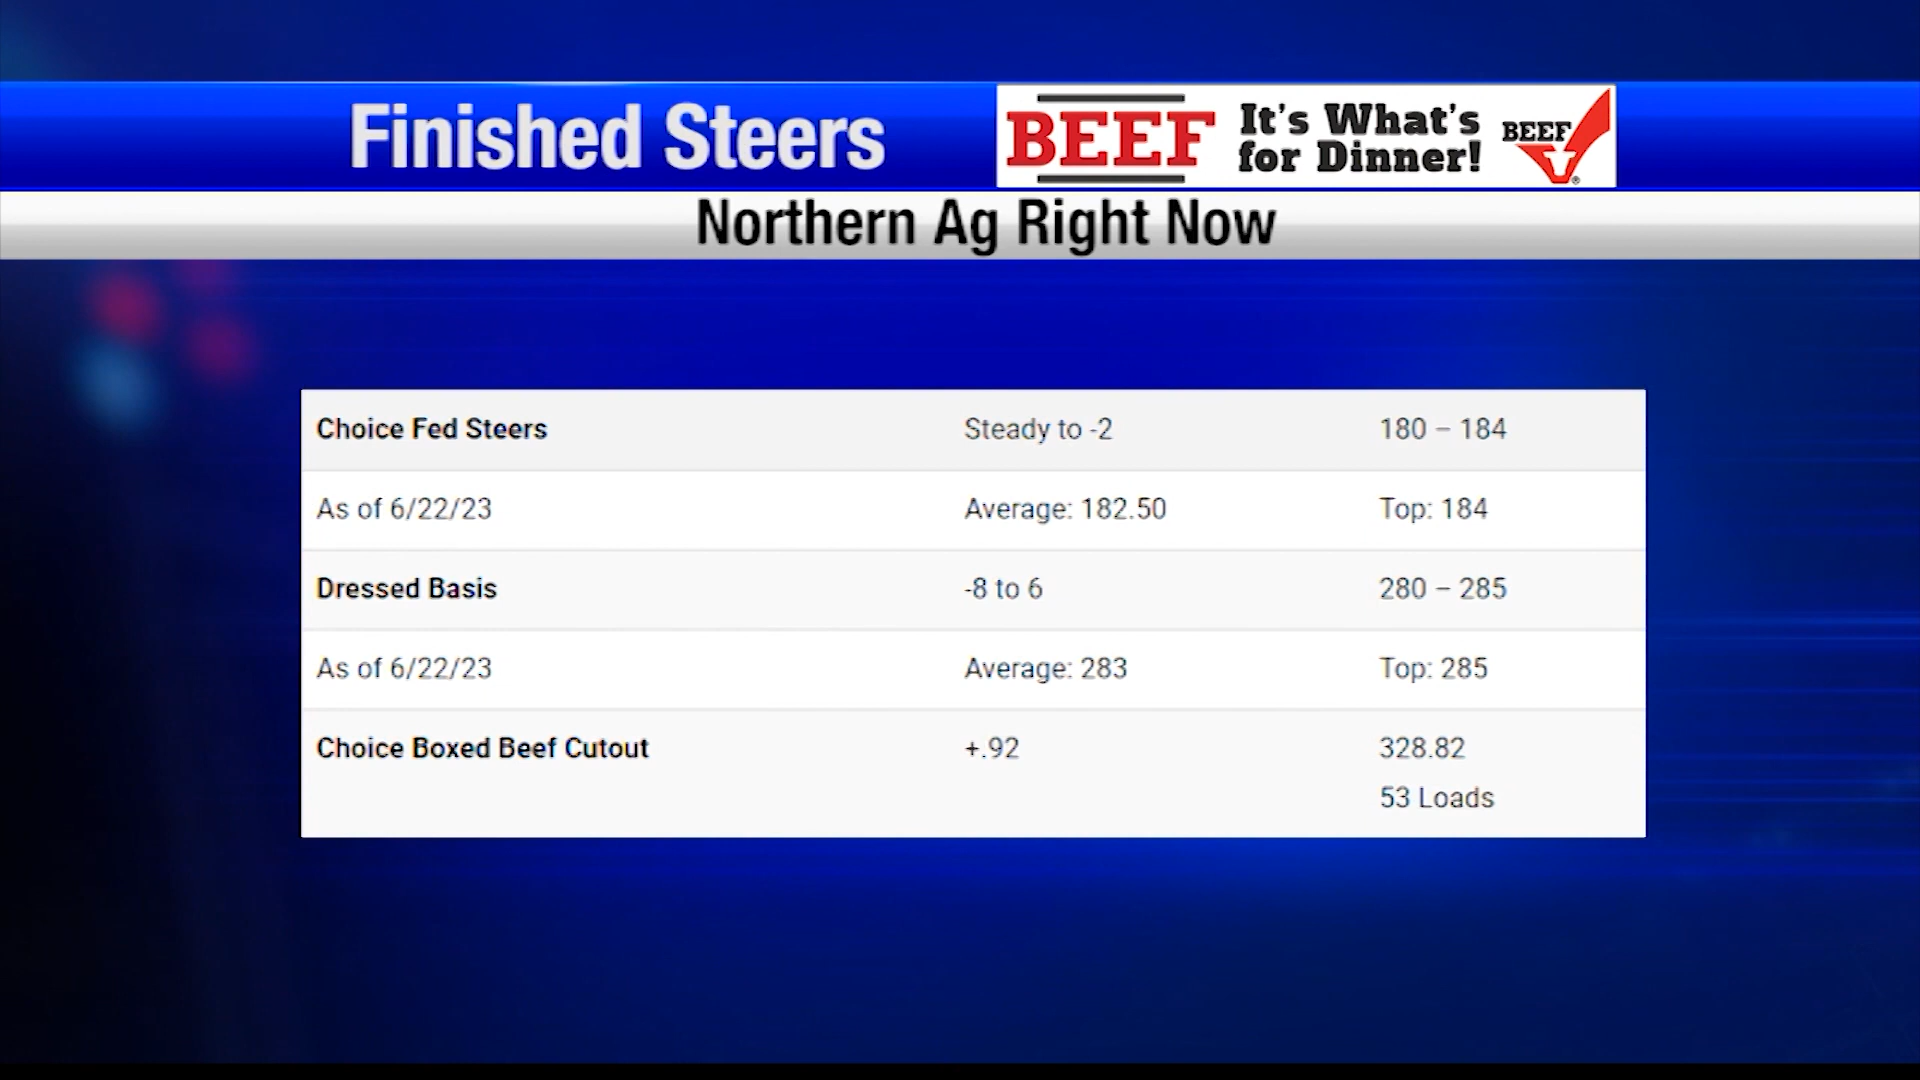 Finished Steers
BEEF
It's What's
for Dinner!
BEEF
®
Northern Ag Right Now
Choice Fed Steers Steady to -2 180 – 184
As of 6/22/23 Average: 182.50 Top: 184
Dressed Basis -8 to 6 280 – 285
As of 6/22/23 Average: 283 Top: 285
Choice Boxed Beef Cutout +.92 328.82
53 Loads